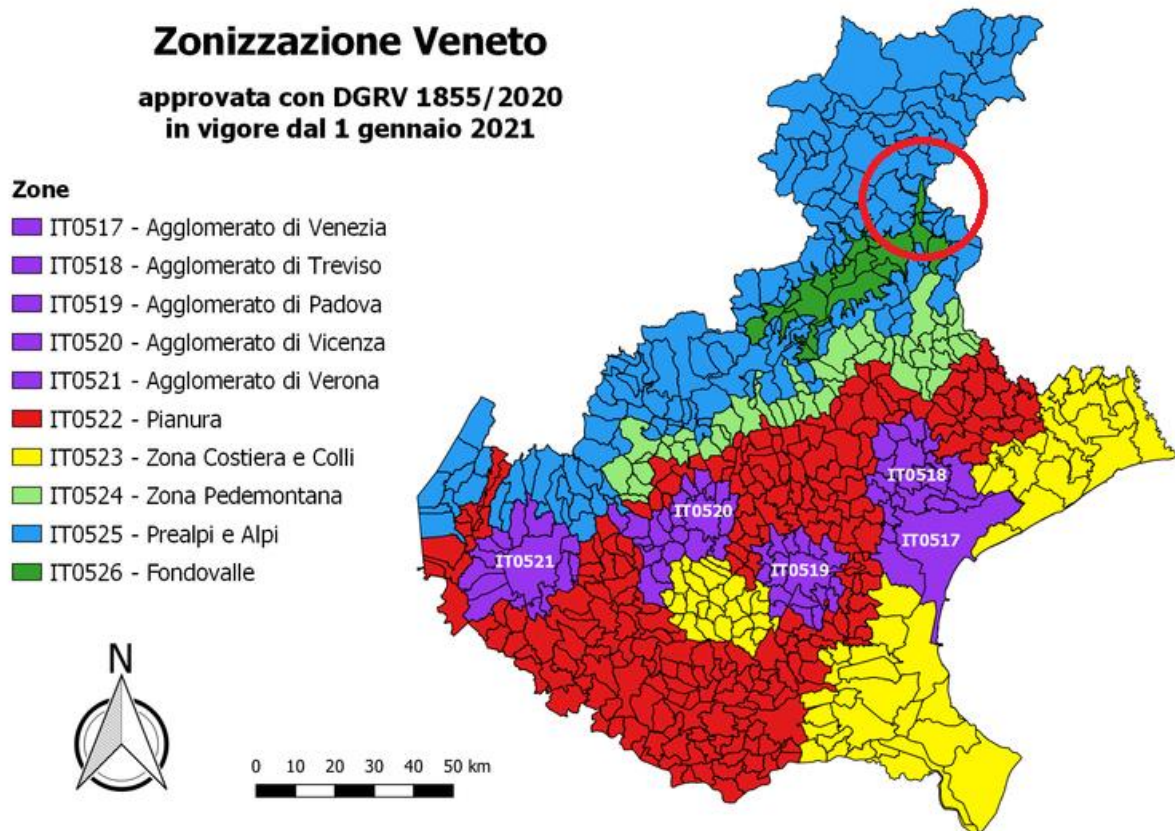 Zonizzazione Veneto
approvata con DGRV 1855/2020
in vigore dal 1 gennaio 2021
Zone
IT0517 - Agglomerato di Venezia
IT0518 - Agglomerato di Treviso
IT0519 - Agglomerato di Padova
IT0520 - Agglomerato di Vicenza
IT0521 - Agglomerato di Verona
IT0522 - Pianura
IT0523 - Zona Costiera e Colli
IT0524 - Zona Pedemontana
IT0525 - Prealpi e Alpi
IT0526 - Fondovalle
IT0518
IT0520
IT0517
IT0521
IT0519
N
0 10 20 30 40 50 km